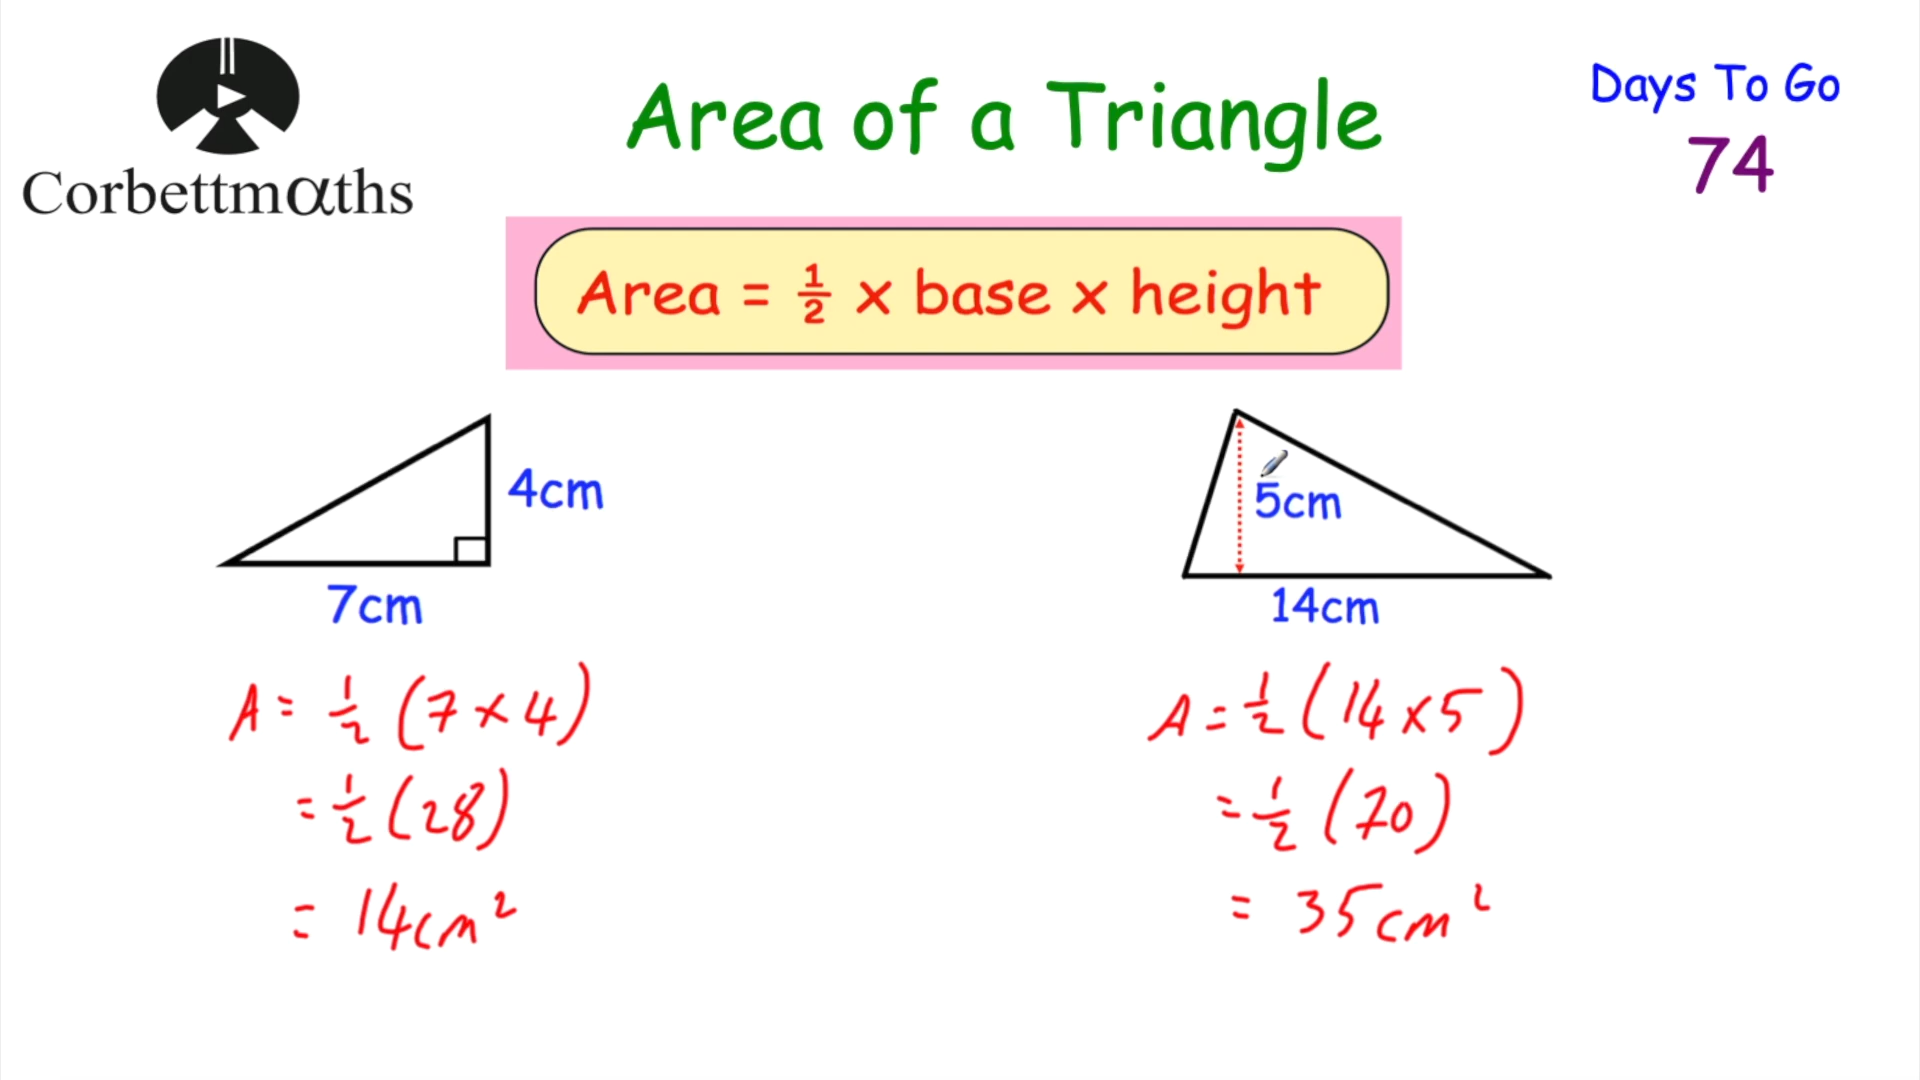 Corbettmαths
Area of a Triangle
Days To Go
74
Area = ½ x base x height
4cm
7cm
A = ½ (7 × 4)
= ½ (28)
= 14cm²
5cm
14cm
A = ½ (14 × 5)
= ½ (70)
= 35cm²